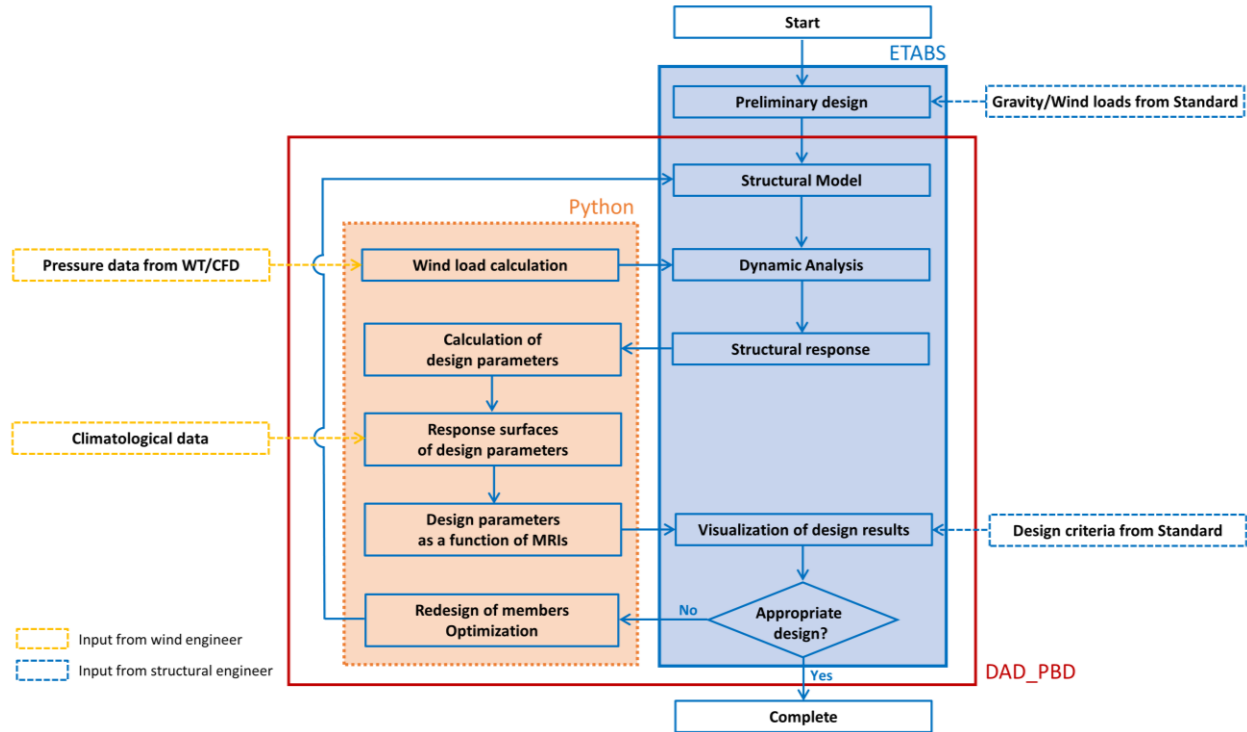 Start
ETABS
Preliminary design
Gravity/Wind loads from Standard
Structural Model
Python
Pressure data from WT/CFD
Wind load calculation
Dynamic Analysis
Calculation of
design parameters
Structural response
Climatological data
Response surfaces
of design parameters
Design parameters
as a function of MRIs
Visualization of design results
Design criteria from Standard
Redesign of members
Optimization
No
Appropriate
design?
Input from wind engineer
Input from structural engineer
Yes
DAD_PBD
Complete